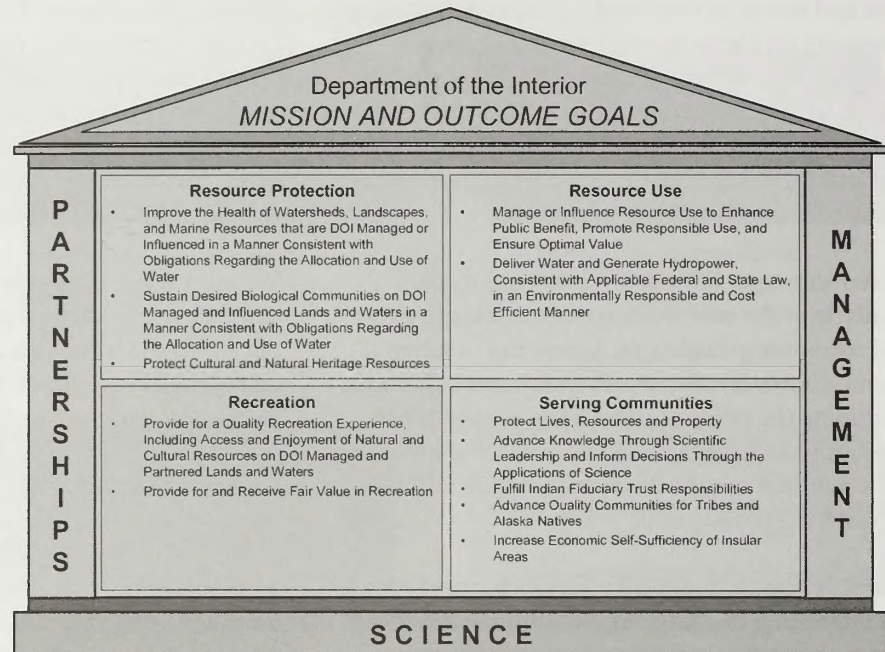 Department of the Interior
MISSION AND OUTCOME GOALS
PARTNERSHIPS
Resource Protection
• Improve the Health of Watersheds, Landscapes,
and Marine Resources that are DOI Managed or
Influenced in a Manner Consistent with
Obligations Regarding the Allocation and Use of
Water
• Sustain Desired Biological Communities on DOI
Managed and Influenced Lands and Waters in a
Manner Consistent with Obligations Regarding
the Allocation and Use of Water
• Protect Cultural and Natural Heritage Resources
Resource Use
• Manage or Influence Resource Use to Enhance
Public Benefit, Promote Responsible Use, and
Ensure Optimal Value
• Deliver Water and Generate Hydropower,
Consistent with Applicable Federal and State Law,
in an Environmentally Responsible and Cost
Efficient Manner
Recreation
• Provide for a Quality Recreation Experience,
Including Access and Enjoyment of Natural and
Cultural Resources on DOI Managed and
Partnered Lands and Waters
• Provide for and Receive Fair Value in Recreation
Serving Communities
• Protect Lives, Resources and Property
• Advance Knowledge Through Scientific
Leadership and Inform Decisions Through the
Applications of Science
• Fulfill Indian Fiduciary Trust Responsibilities
• Advance Quality Communities for Tribes and
Alaska Natives
• Increase Economic Self-Sufficiency of Insular
Areas
MANAGEMENT
SCIENCE